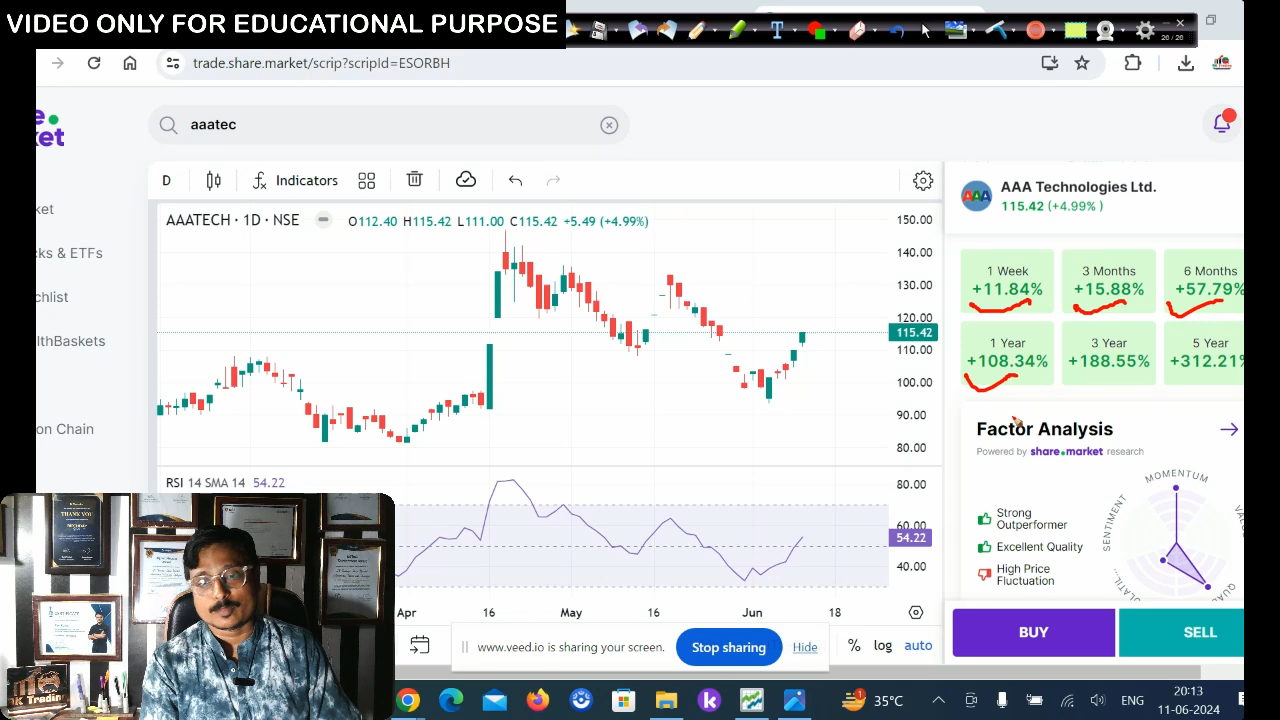 VIDEO ONLY FOR EDUCATIONAL PURPOSE
26 / 26
trade.share.market/scrip?scripId=ESORBH
e.
ket
aaatec
D
Indicators
AAATECH · 1D · NSE
O112.40 H115.42 L111.00 C115.42 +5.49 (+4.99%)
150.00
140.00
130.00
120.00
115.42
110.00
100.00
90.00
80.00
RSI 14 SMA 14 54.22
80.00
60.00
54.22
40.00
Apr 16 May 16 Jun 18
ket
ks & ETFs
hlist
lthBaskets
on Chain
AAA Technologies Ltd.
115.42 (+4.99% )
1 Week
+11.84%
3 Months
+15.88%
6 Months
+57.79%
1 Year
+108.34%
3 Year
+188.55%
5 Year
+312.21%
Factor Analysis
Powered by share.market research
Strong
Outperformer
Excellent Quality
High Price
Fluctuation
MOMENTUM
SENTIMENT
BUY
SELL
THANK YOU
www.veed.io is sharing your screen.
Stop sharing
Hide
% log auto
35°C
ENG
20:13
11-06-2024